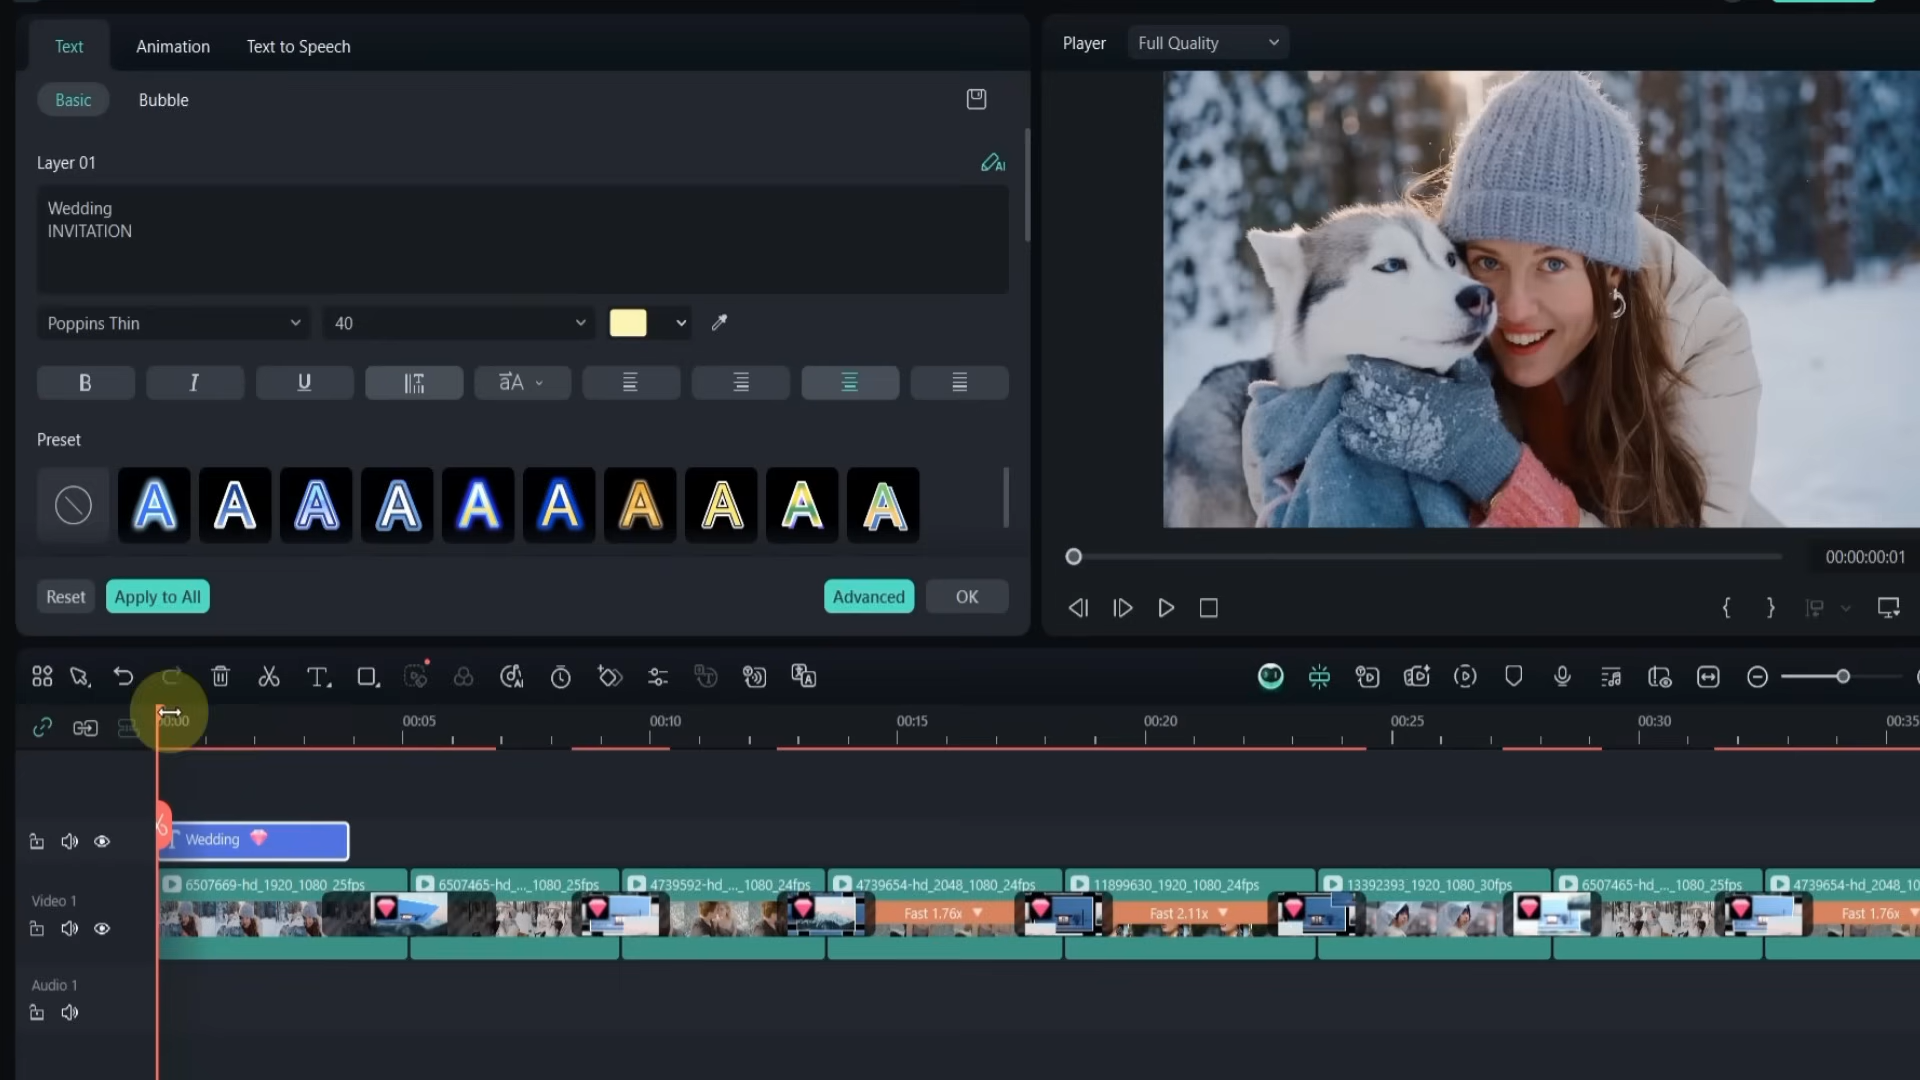 Text Animation Text to Speech
Player Full Quality
Basic Bubble
Layer 01
AI
Wedding
INVITATION
Poppins Thin 40
B I U T aA
Preset
A A A A A A A A A A
Reset Apply to All Advanced OK
00:00:00:01
00:00 00:05 00:10 00:15 00:20 00:25 00:30 00:35
Wedding
Video 1
6507669-hd_1920_1080_25fps 6507465-hd_..._1080_25fps 4739592-hd_..._1080_24fps 4739654-hd_2048_1080_24fps 11899630_1920_1080_24fps 13392393_1920_1080_30fps 6507465-hd_..._1080_25fps 4739654-hd_2048_10
Fast 1.76x Fast 2.11x Fast 1.76x
Audio 1